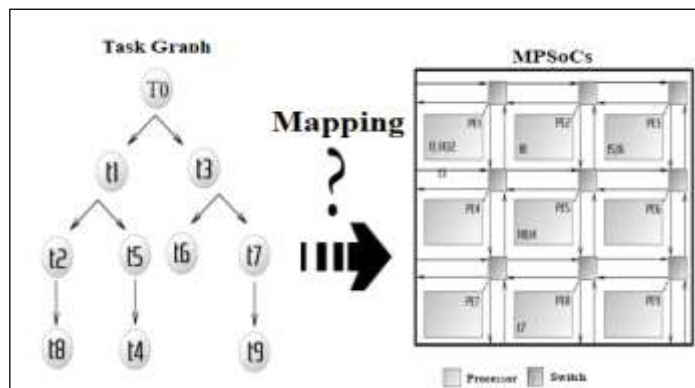 Task Graph
MPSoCs
T0
Mapping
?
t1
t3
t2
t5
t6
t7
t8
t4
t9
PE1
PE2
PE3
PE4
PE5
PE6
PE7
PE8
PE9
t7
Processor
Switch